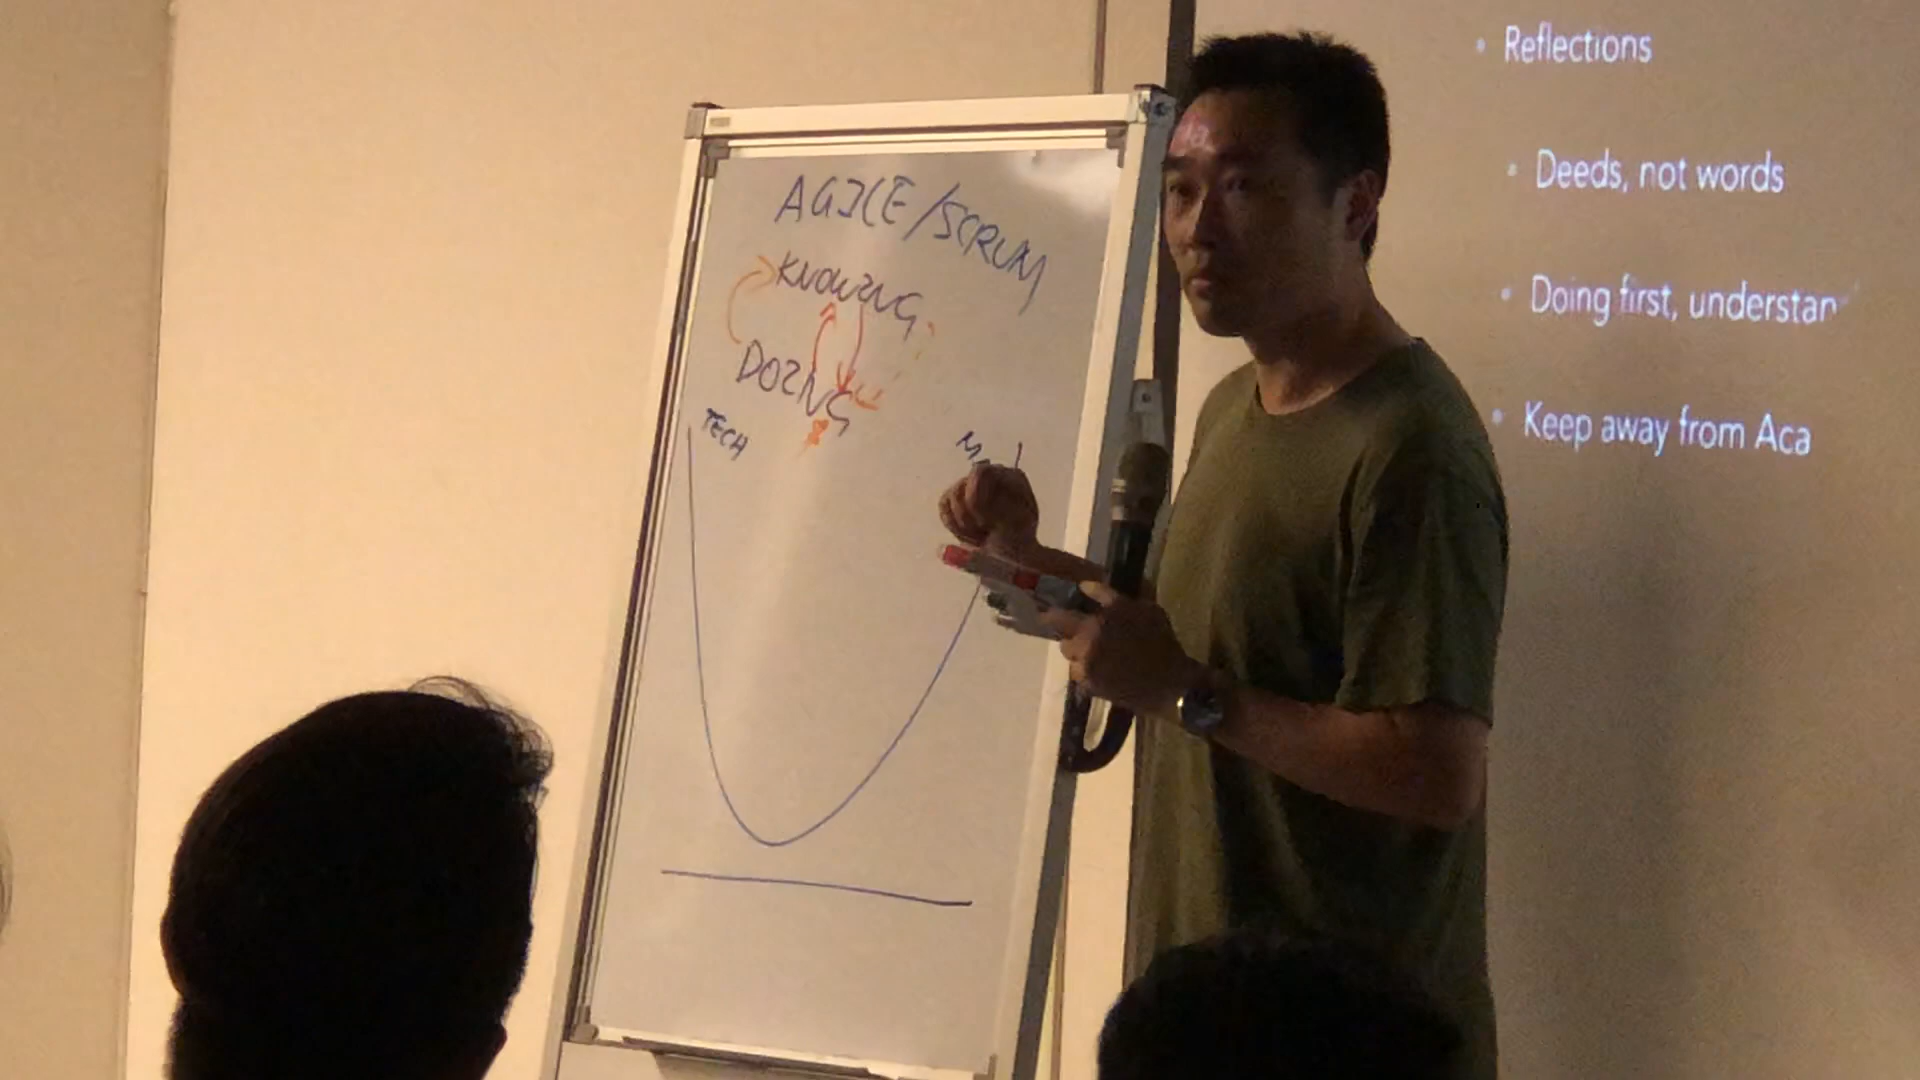 AGILE/SCRUM
KNOWING
DOING
TECH
Reflections
Deeds, not words
Doing first, understan
Keep away from Aca